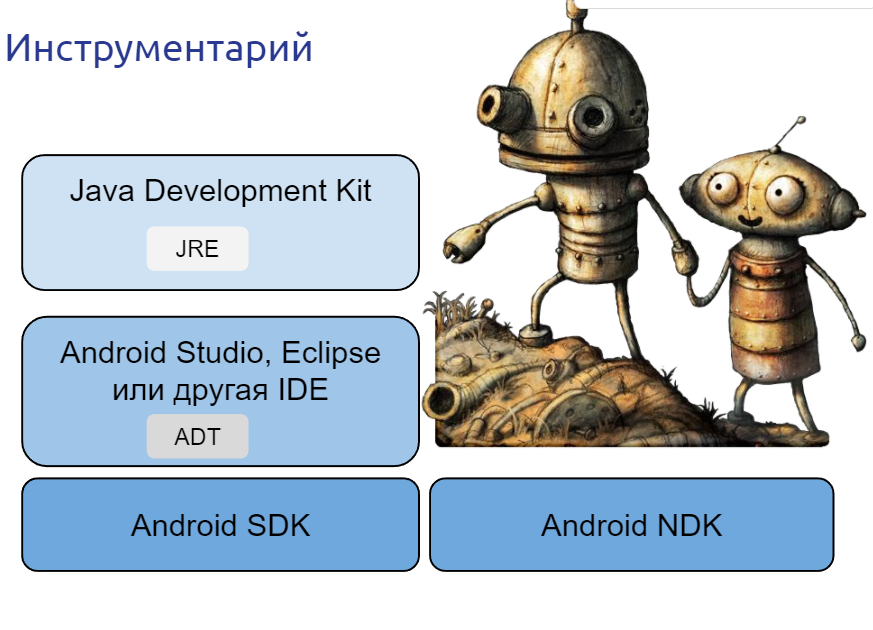 Инструментарий
Java Development Kit
JRE
Android Studio, Eclipse
или другая IDE
ADT
Android SDK
Android NDK